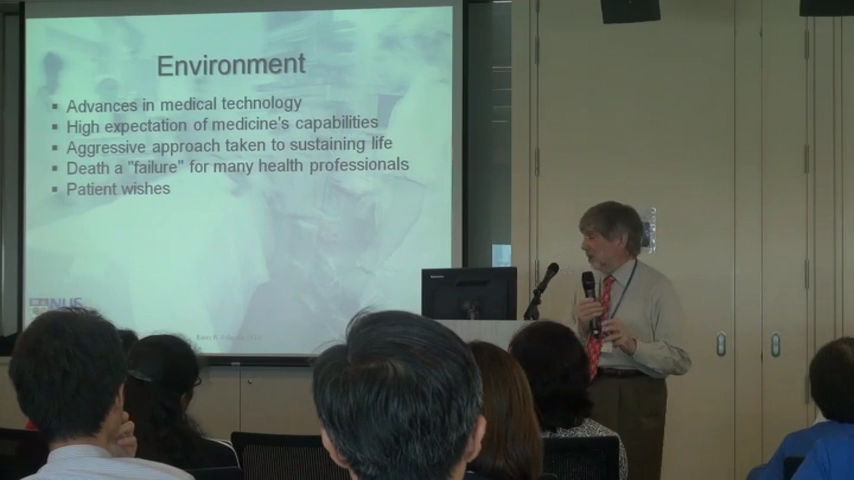 Environment
Advances in medical technology
High expectation of medicine's capabilities
Aggressive approach taken to sustaining life
Death a "failure" for many health professionals
Patient wishes
NUS